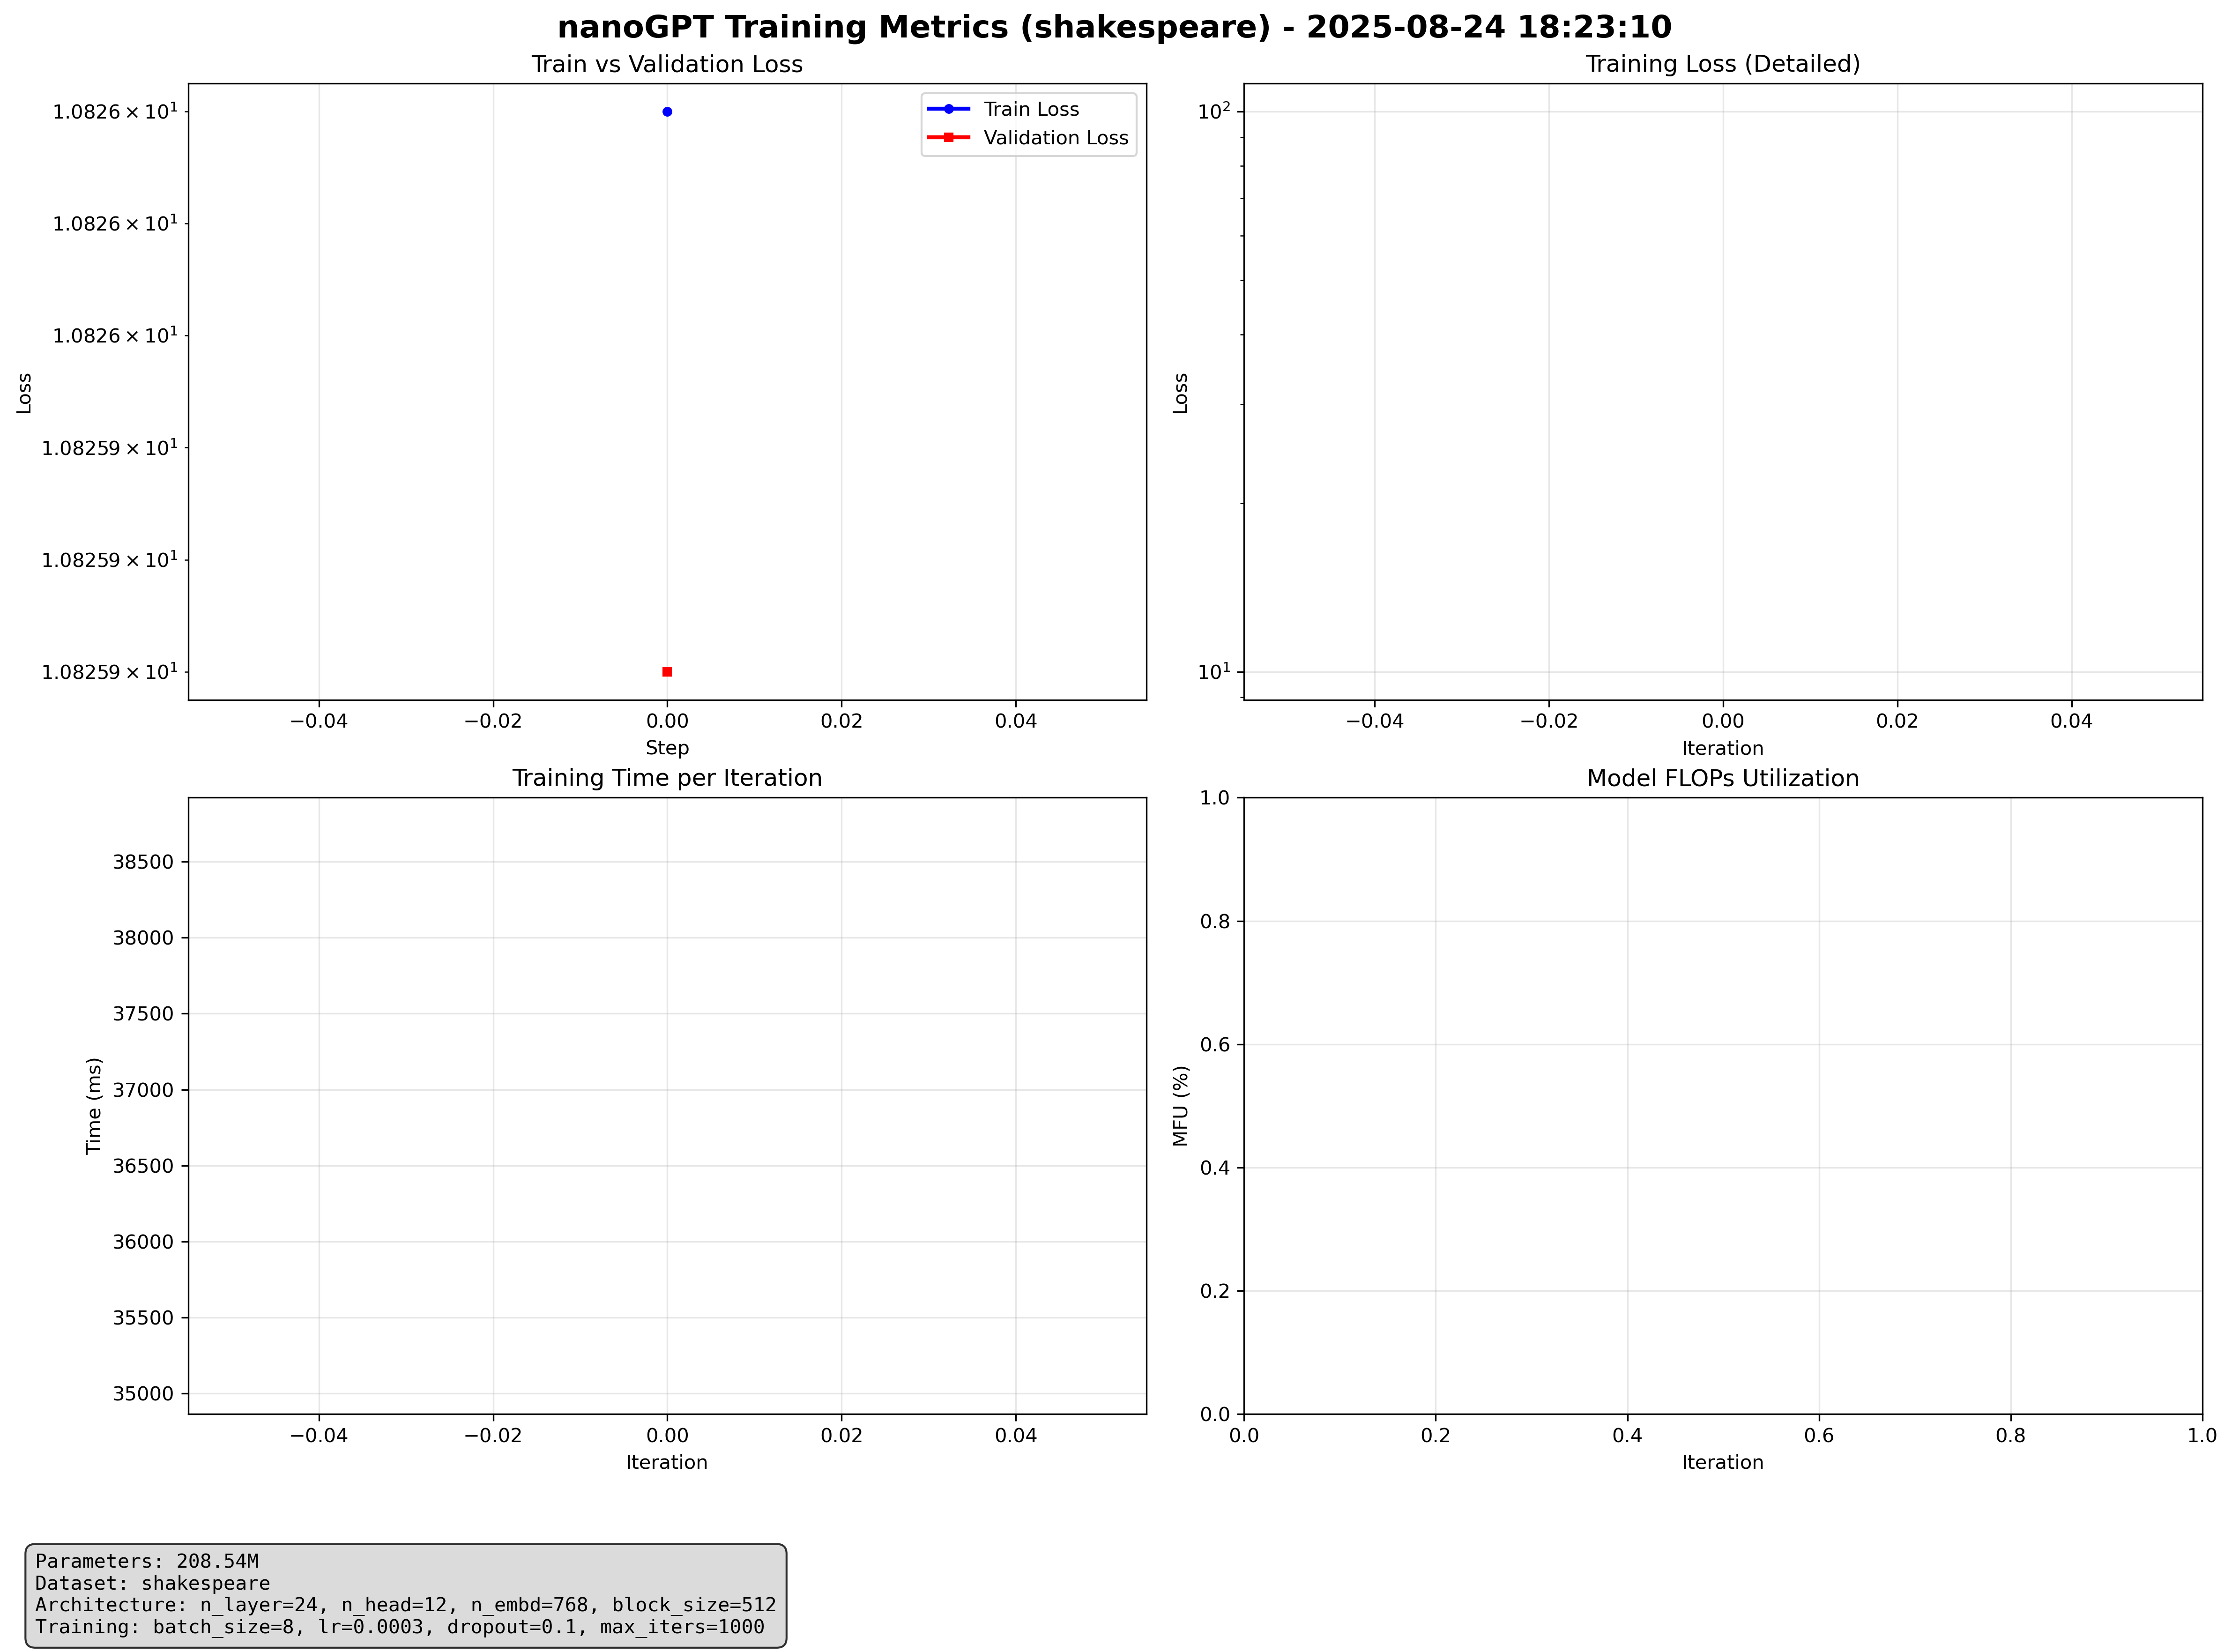 nanoGPT Training Metrics (shakespeare) - 2025-08-24 18:23:10
Train vs Validation Loss
1.0826 × 10¹
1.0826 × 10¹
1.0826 × 10¹
1.08259 × 10¹
1.08259 × 10¹
1.08259 × 10¹
Loss
Train Loss
Validation Loss
−0.04 −0.02 0.00 0.02 0.04
Step
Training Loss (Detailed)
10²
10¹
Loss
−0.04 −0.02 0.00 0.02 0.04
Iteration
Training Time per Iteration
38500
38000
37500
37000
36500
36000
35500
35000
Time (ms)
−0.04 −0.02 0.00 0.02 0.04
Iteration
Model FLOPs Utilization
1.0
0.8
0.6
0.4
0.2
0.0
MFU (%)
0.0 0.2 0.4 0.6 0.8 1.0
Iteration
Parameters: 208.54M
Dataset: shakespeare
Architecture: n_layer=24, n_head=12, n_embd=768, block_size=512
Training: batch_size=8, lr=0.0003, dropout=0.1, max_iters=1000